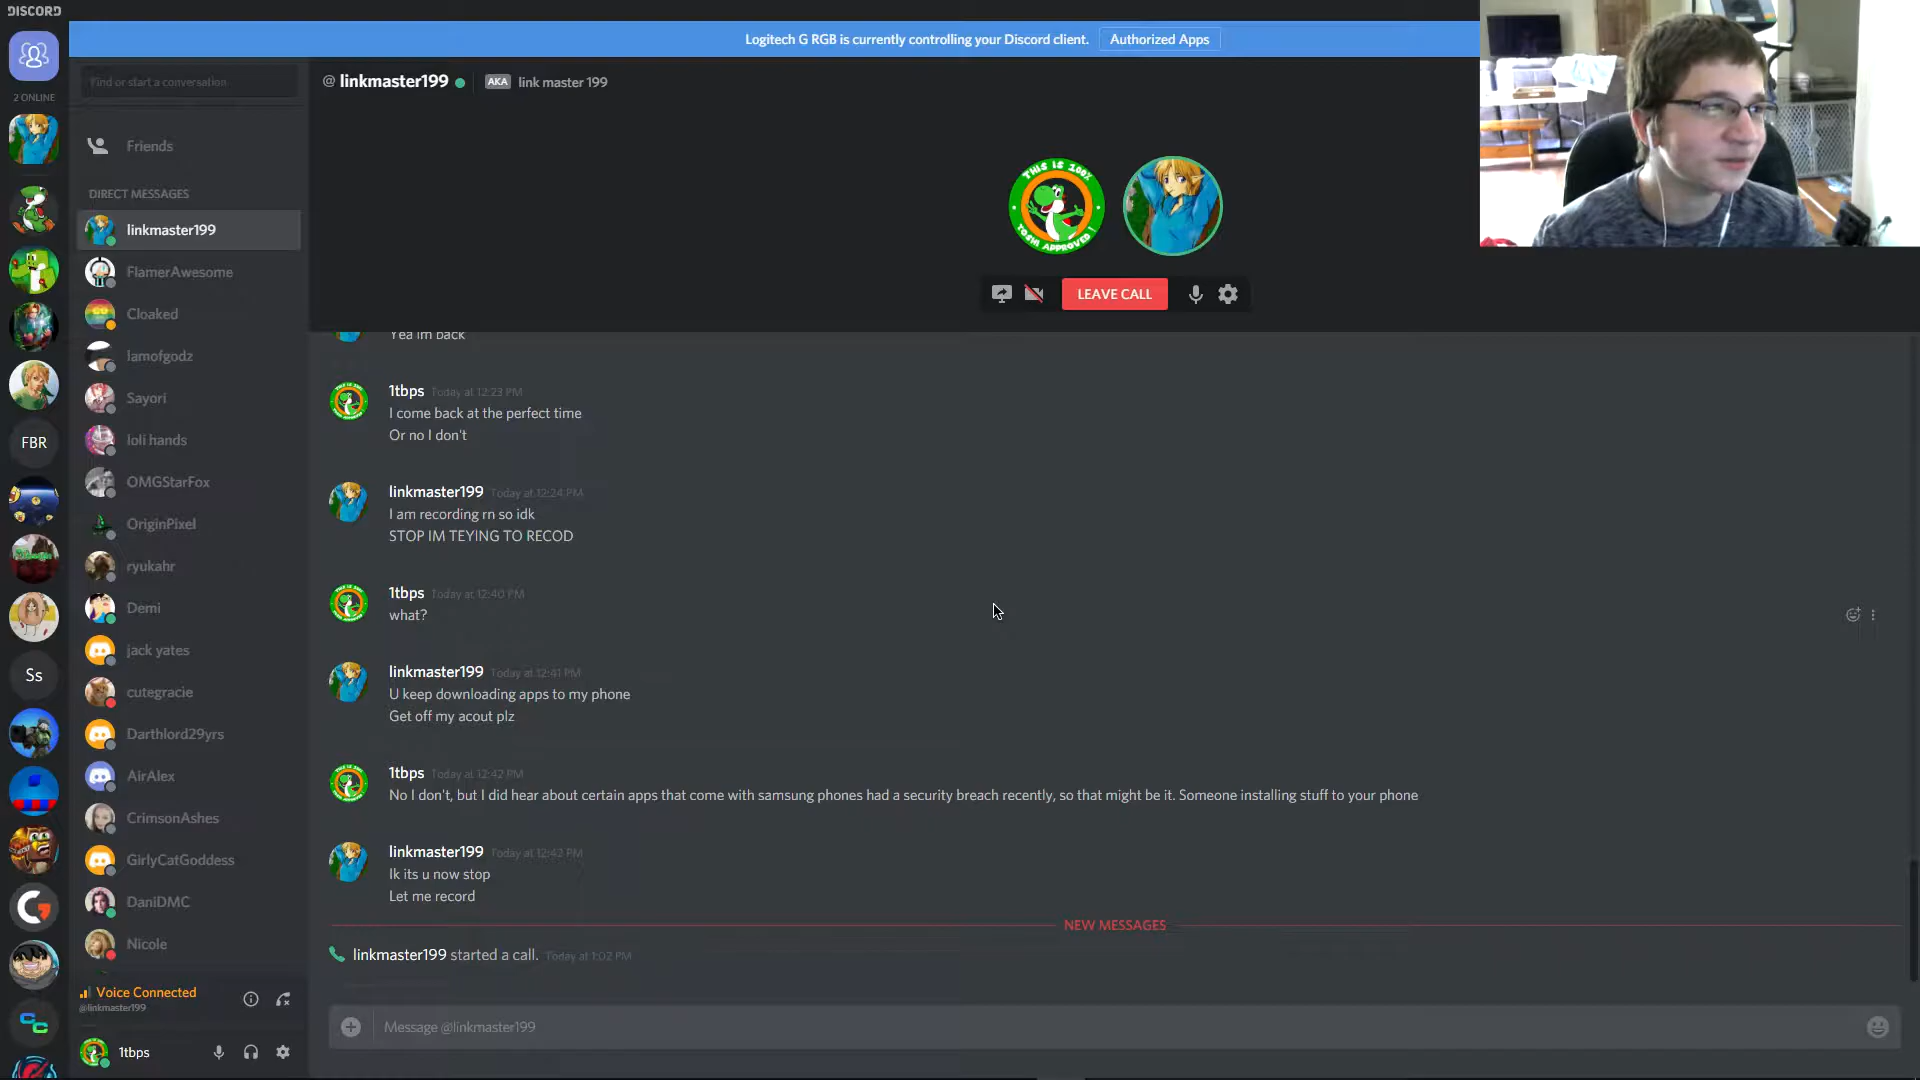 DISCORD
Logitech G RGB is currently controlling your Discord client.
Authorized Apps
2 ONLINE
FBR
Ss
Find or start a conversation
Friends
DIRECT MESSAGES
linkmaster199
FlamerAwesome
Cloaked
lamofgodz
Sayori
loli hands
OMGStarFox
OriginPixel
ryukahr
Demi
jack yates
cutegracie
Darthlord29yrs
AirAlex
CrimsonAshes
GirlyCatGoddess
DaniDMC
Nicole
Voice Connected
@linkmaster199
1tbps
@ linkmaster199 AKA link master 199
THIS IS 100%
YOSHI APPROVED!
LEAVE CALL
Yea im back
1tbps Today at 12:23 PM
I come back at the perfect time
Or no I don't
linkmaster199 Today at 12:24 PM
I am recording rn so idk
STOP IM TEYING TO RECOD
1tbps Today at 12:40 PM
what?
linkmaster199 Today at 12:41 PM
U keep downloading apps to my phone
Get off my acout plz
1tbps Today at 12:42 PM
No I don't, but I did hear about certain apps that come with samsung phones had a security breach recently, so that might be it. Someone installing stuff to your phone
linkmaster199 Today at 12:43 PM
Ik its u now stop
Let me record
NEW MESSAGES
linkmaster199 started a call. Today at 1:02 PM
Message @linkmaster199